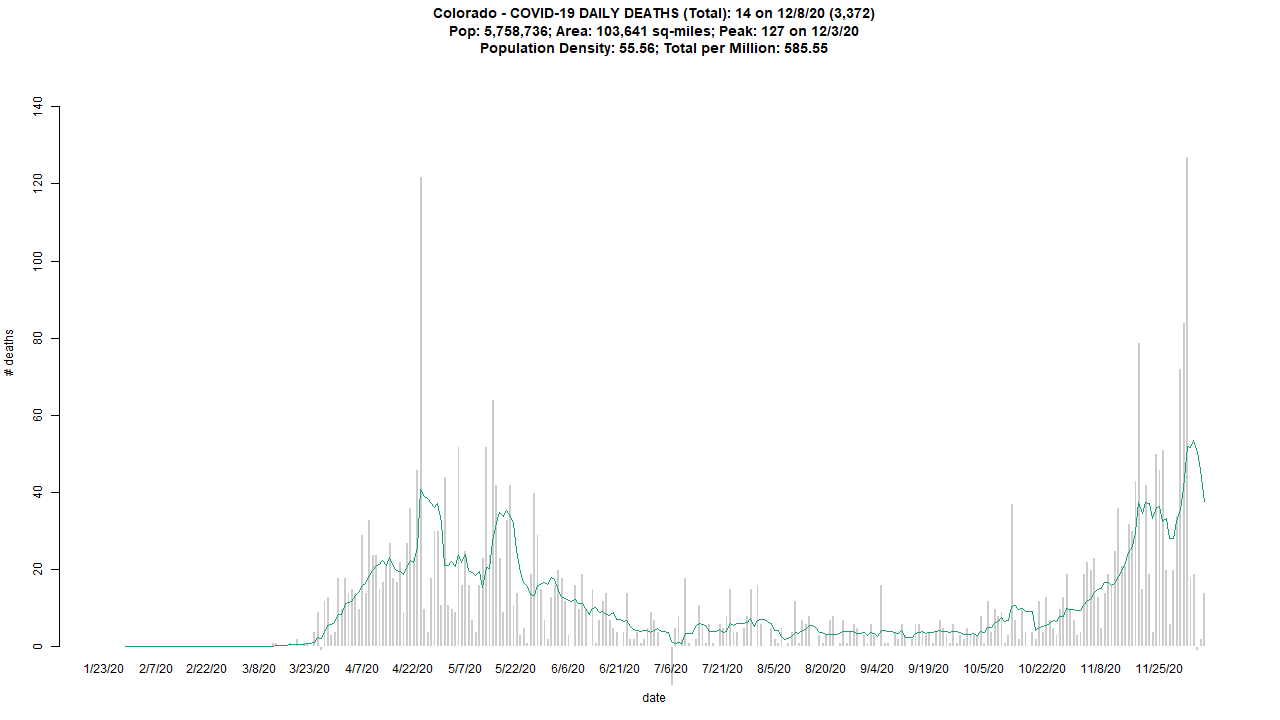 Colorado - COVID-19 DAILY DEATHS (Total): 14 on 12/8/20 (3,372)
Pop: 5,758,736; Area: 103,641 sq-miles; Peak: 127 on 12/3/20
Population Density: 55.56; Total per Million: 585.55
140
120
100
80
60
40
20
0
# deaths
1/23/20 2/7/20 2/22/20 3/8/20 3/23/20 4/7/20 4/22/20 5/7/20 5/22/20 6/6/20 6/21/20 7/6/20 7/21/20 8/5/20 8/20/20 9/4/20 9/19/20 10/5/20 10/22/20 11/8/20 11/25/20
date